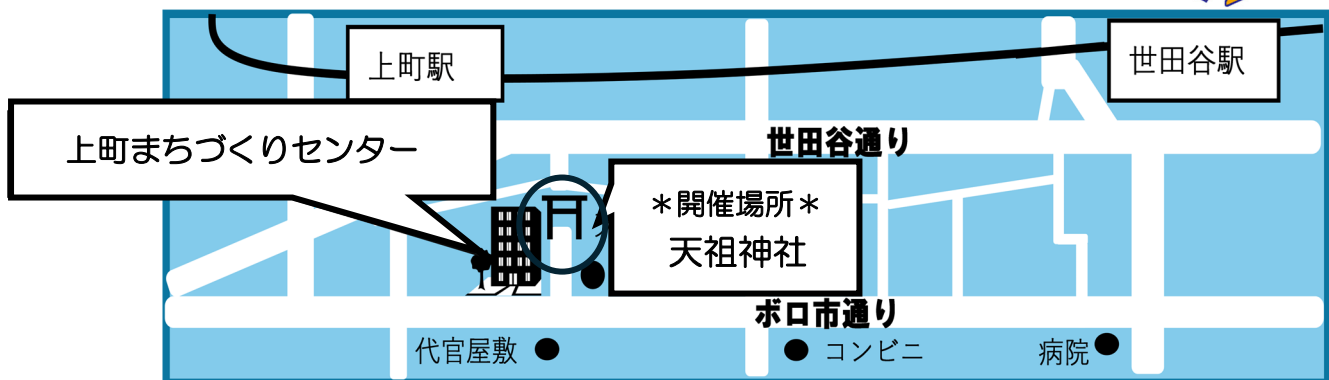 上町駅
世田谷駅
上町まちづくりセンター
世田谷通り
＊開催場所＊
天祖神社
ボロ市通り
代官屋敷
コンビニ
病院